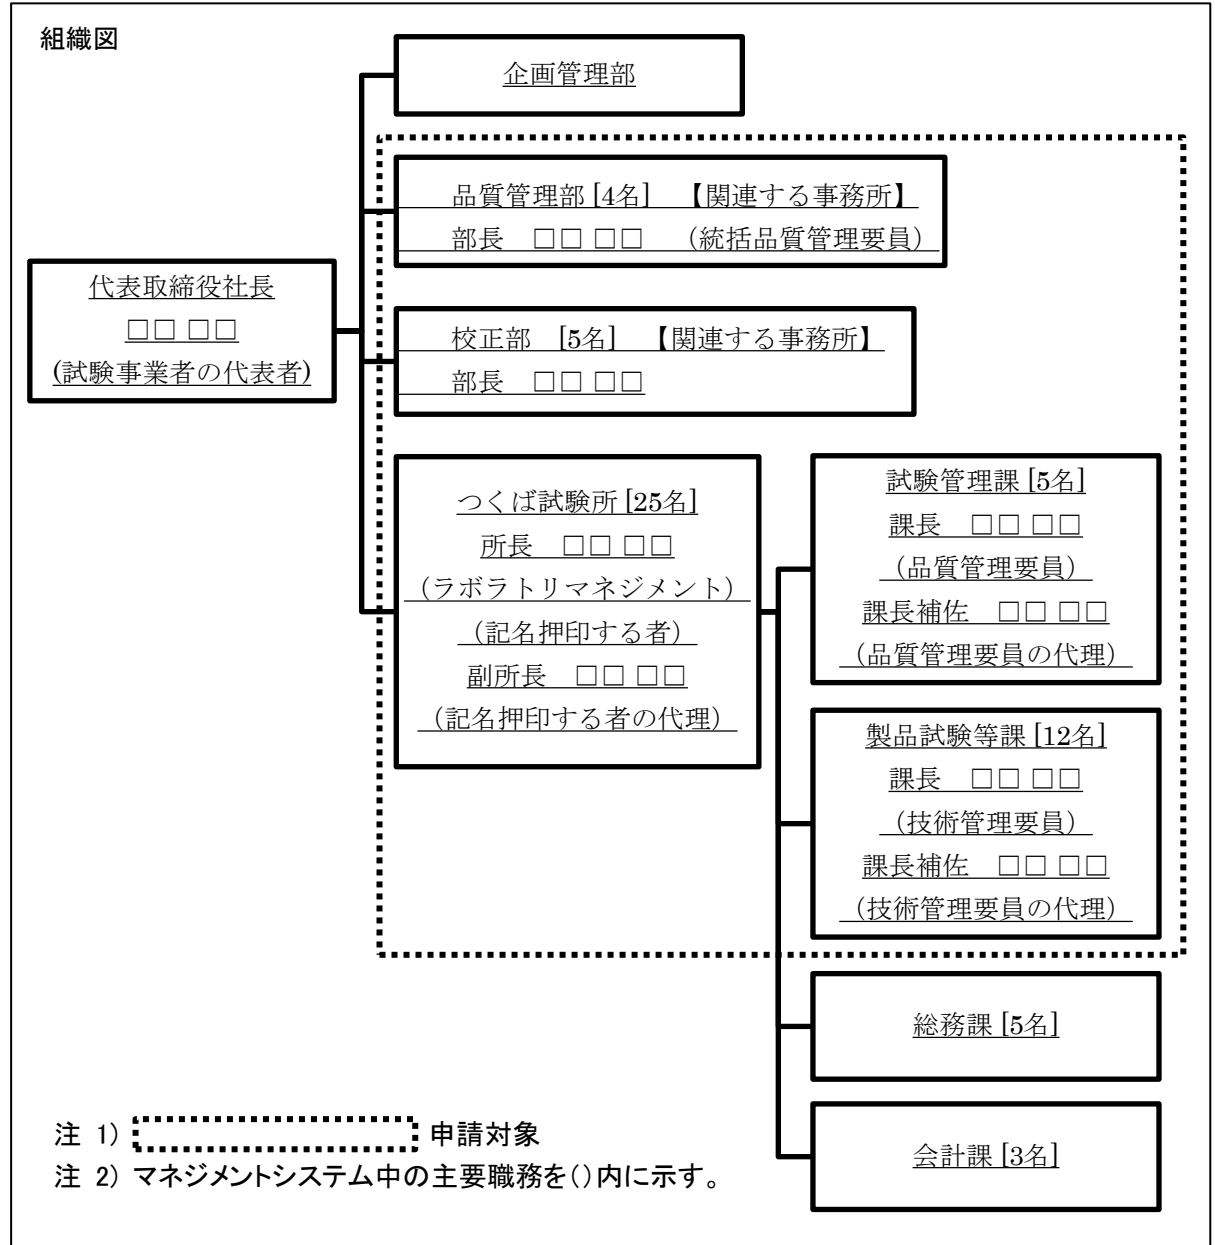 組織図
企画管理部
品質管理部 [4名] 【関連する事務所】
部長 □□ □□ (統括品質管理要員)
代表取締役社長
□□ □□
(試験事業者の代表者)
校正部 [5名] 【関連する事務所】
部長 □□ □□
つくば試験所 [25名]
所長 □□ □□
(ラボラトリマネジメント)
(記名押印する者)
副所長 □□ □□
(記名押印する者の代理)
試験管理課 [5名]
課長 □□ □□
(品質管理要員)
課長補佐 □□ □□
(品質管理要員の代理)
製品試験等課 [12名]
課長 □□ □□
(技術管理要員)
課長補佐 □□ □□
(技術管理要員の代理)
総務課 [5名]
会計課 [3名]
注 1) 申請対象
注 2) マネジメントシステム中の主要職務を()内に示す。